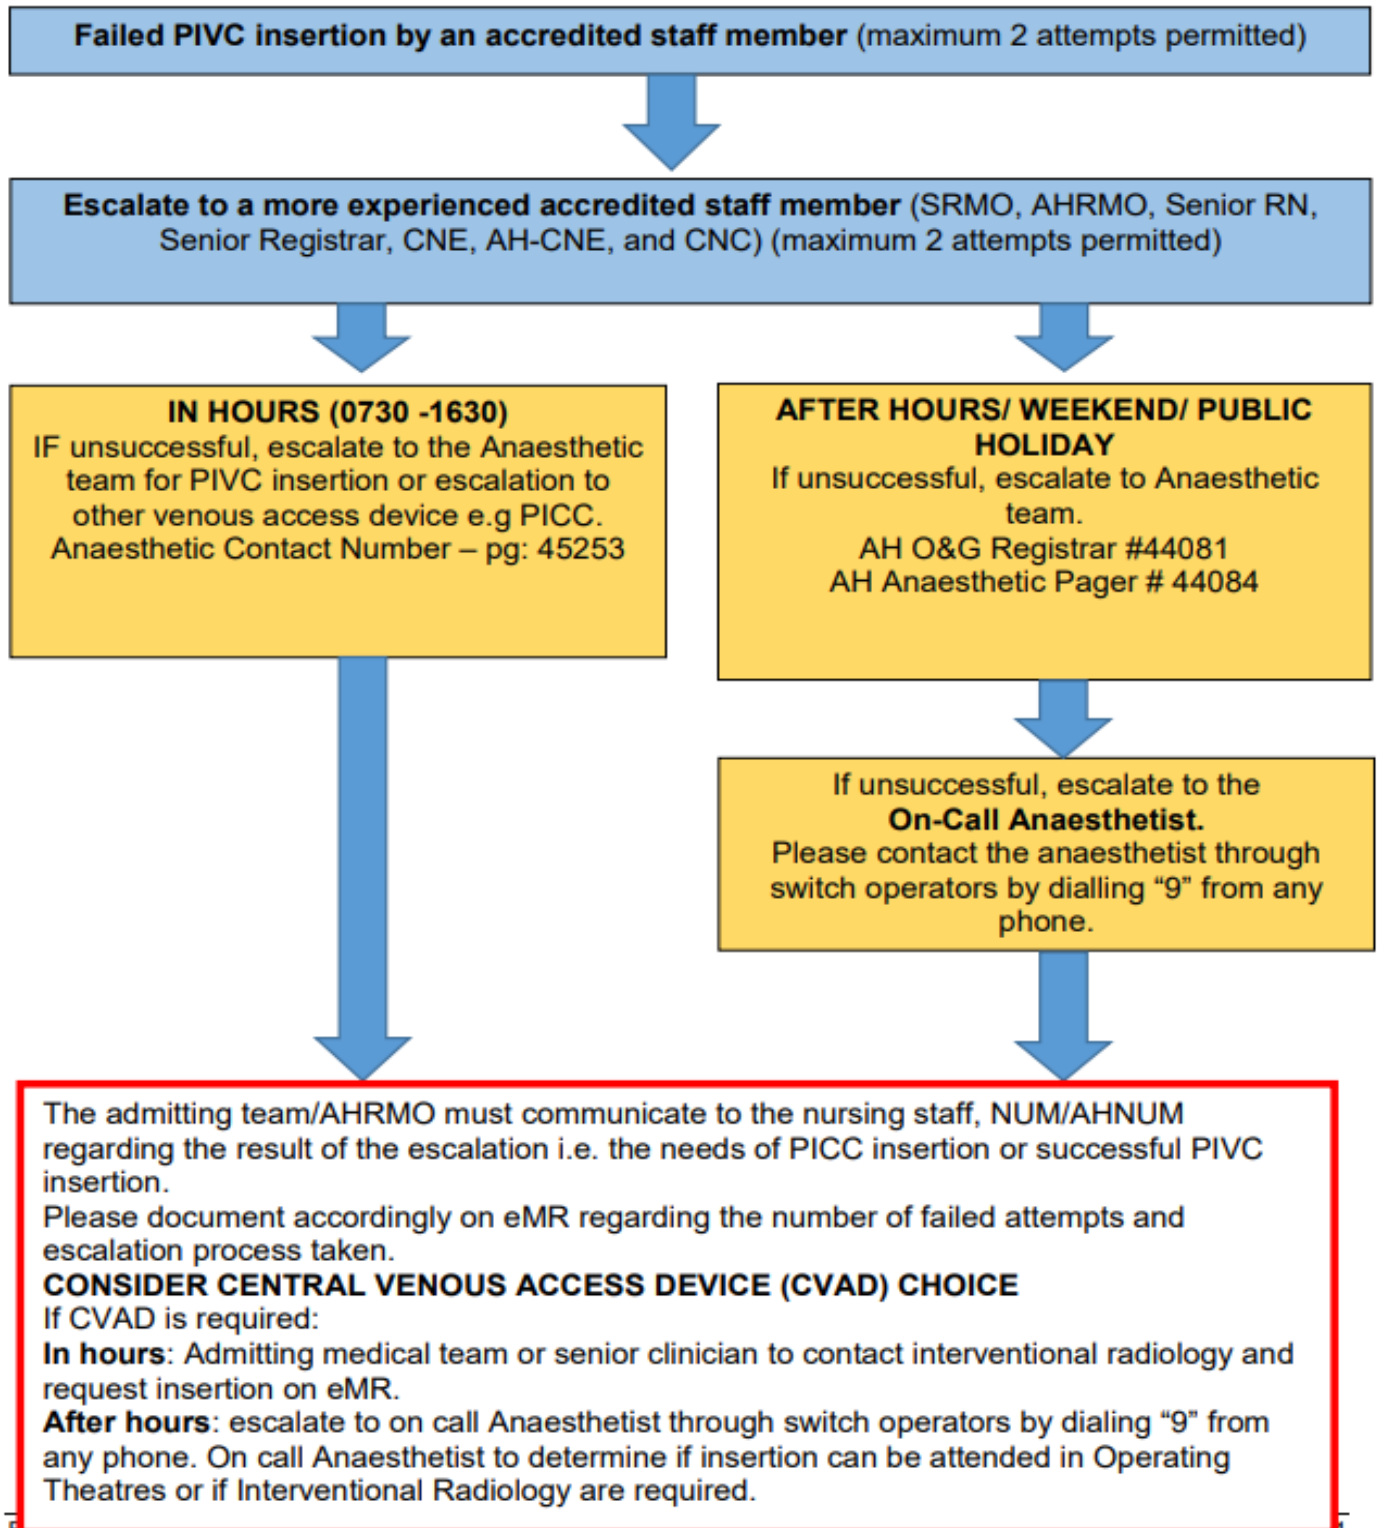 Failed PIVC insertion by an accredited staff member (maximum 2 attempts permitted)
Escalate to a more experienced accredited staff member (SRMO, AHRMO, Senior RN,
Senior Registrar, CNE, AH-CNE, and CNC) (maximum 2 attempts permitted)
IN HOURS (0730 -1630)
IF unsuccessful, escalate to the Anaesthetic
team for PIVC insertion or escalation to
other venous access device e.g PICC.
Anaesthetic Contact Number – pg: 45253
AFTER HOURS/ WEEKEND/ PUBLIC
HOLIDAY
If unsuccessful, escalate to Anaesthetic
team.
AH O&G Registrar #44081
AH Anaesthetic Pager # 44084
If unsuccessful, escalate to the
On-Call Anaesthetist.
Please contact the anaesthetist through
switch operators by dialling “9” from any
phone.
The admitting team/AHRMO must communicate to the nursing staff, NUM/AHNUM
regarding the result of the escalation i.e. the needs of PICC insertion or successful PIVC
insertion.
Please document accordingly on eMR regarding the number of failed attempts and
escalation process taken.
CONSIDER CENTRAL VENOUS ACCESS DEVICE (CVAD) CHOICE
If CVAD is required:
In hours: Admitting medical team or senior clinician to contact interventional radiology and
request insertion on eMR.
After hours: escalate to on call Anaesthetist through switch operators by dialing “9” from
any phone. On call Anaesthetist to determine if insertion can be attended in Operating
Theatres or if Interventional Radiology are required.